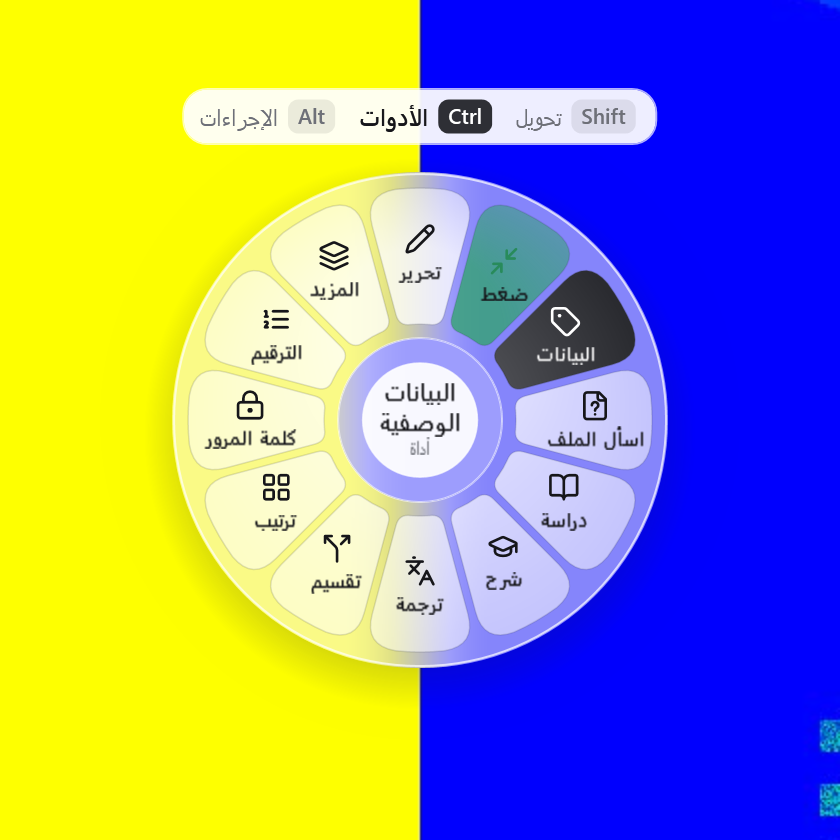 Shift تحويل Ctrl الأدوات Alt الإجراءات
تحرير
ضغط
البيانات
اسأل الملف
دراسة
شرح
ترجمة
تقسيم
ترتيب
كلمة المرور
الترقيم
المزيد
البيانات
الوصفية
أداة